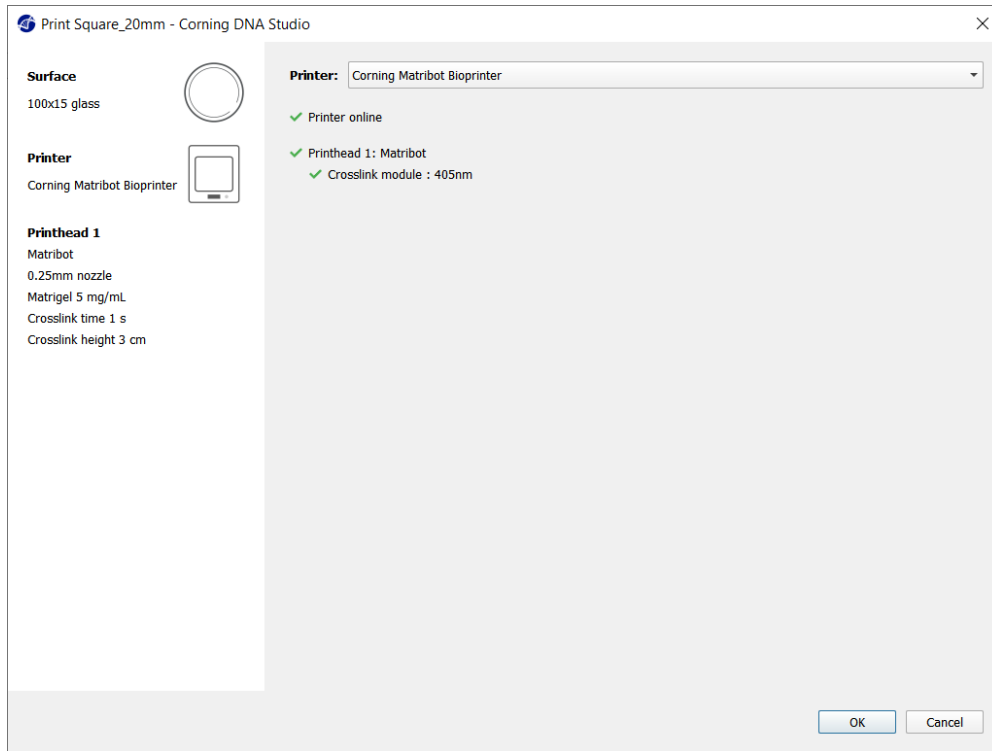 Print Square_20mm - Corning DNA Studio
Surface
100x15 glass
Printer
Corning Matribot Bioprinter
Printhead 1
Matribot
0.25mm nozzle
Matrigel 5 mg/mL
Crosslink time 1 s
Crosslink height 3 cm
Printer: Corning Matribot Bioprinter
Printer online
Printhead 1: Matribot
Crosslink module : 405nm
OK Cancel